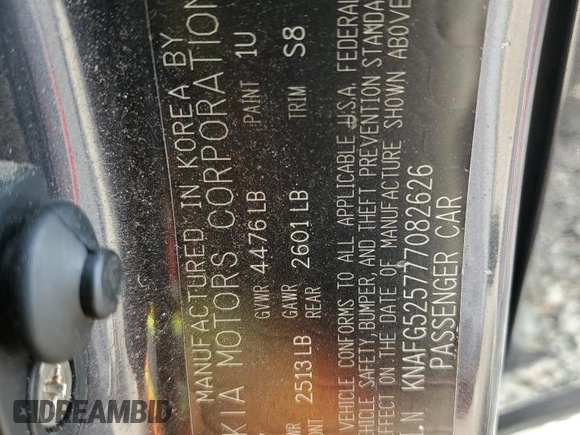 MANUFACTURED IN KOREA BY
KIA MOTORS CORPORATION
GVWR 4476LB PAINT 1U
GAWR
2513LB REAR 2601LB TRIM S8
VEHICLE CONFORMS TO ALL APPLICABLE U.S.A. FEDERAL
VEHICLE SAFETY, BUMPER, AND THEFT PREVENTION STANDA
EFFECT ON THE DATE OF MANUFACTURE SHOWN ABOVE
I.N KNAFG525777082626
PASSENGER CAR
DREAMBID